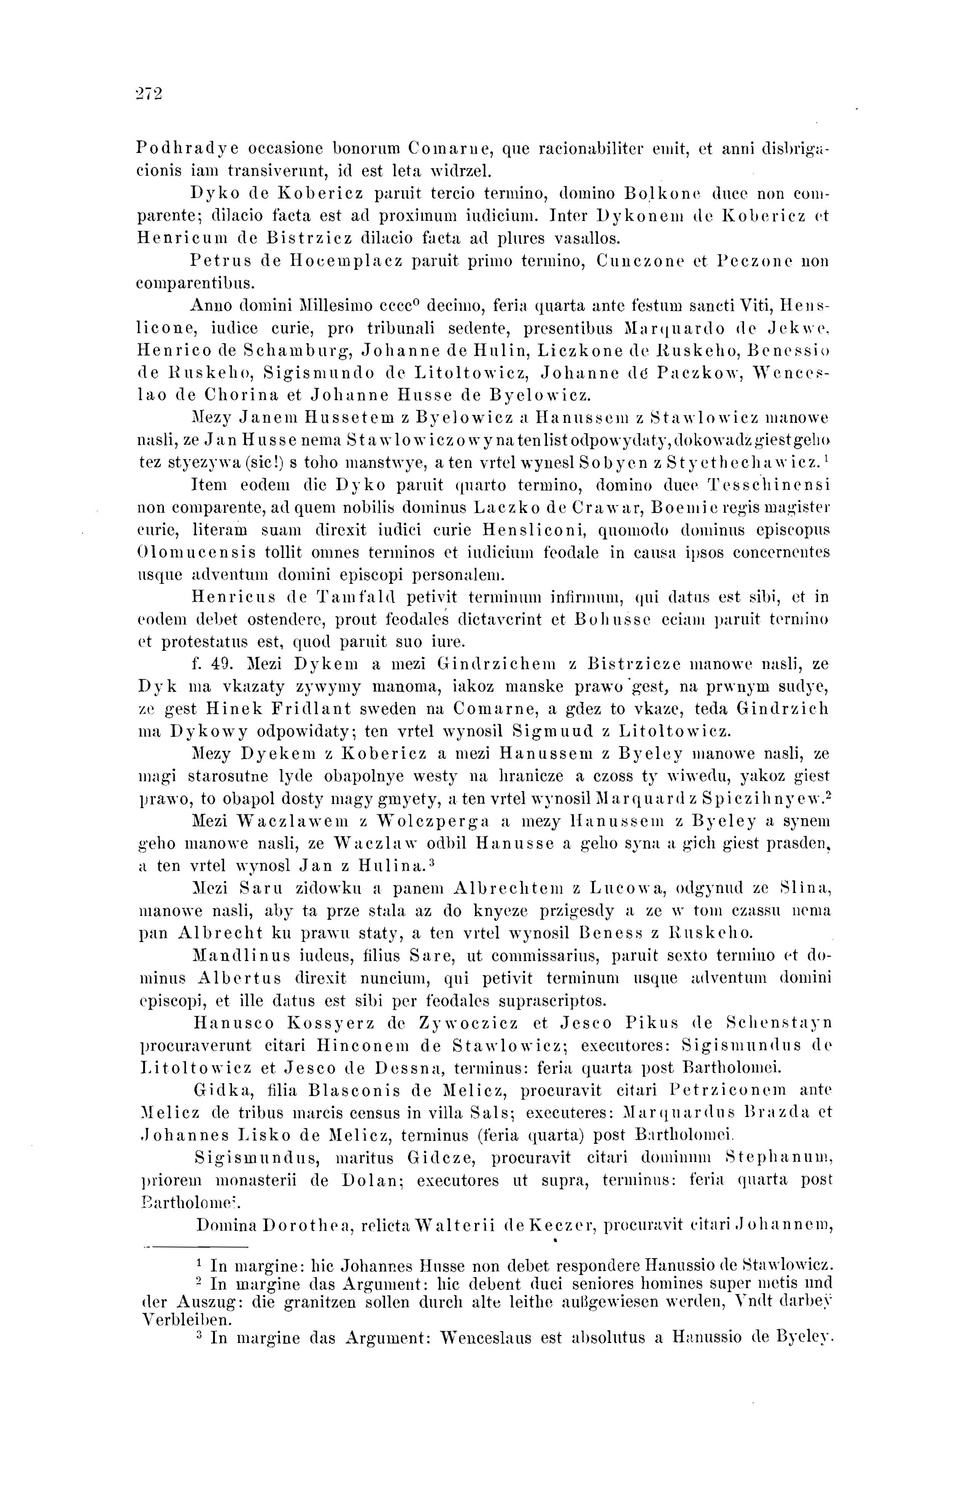 272
Podhradye occasione bonorum Comarne, que racionabiliter emit, et anni disbriga-
cionis iam transiverunt, id est leta widrzel.
Dyko de Kobericz paruit tercio termino, domino Bolkone duce non com-
parente; dilacio facta est ad proximum iudicium. Inter Dykonem de Kobericz et
Henricum de Bistrzicz dilacio facta ad plures vasallos.
Petrus de Hocemplacz paruit primo termino, Cunczone et Peczone non
comparentibus.
Anno domini Millesimo cccc⁰ decimo, feria quarta ante festum sancti Viti, Hens-
licone, iudice curie, pro tribunali sedente, presentibus Marquardo de Jekwe,
Henrico de Schamburg, Johanne de Hulin, Liczkone de Ruskeho, Benessio
de Ruskeho, Sigismundo de Litoltowicz, Johanne de Paczkow, Wences-
lao de Chorina et Johanne Husse de Byelowicz.
Mezy Janem Hussetem z Byelowicz a Hanussem z Stawlowicz manowe
nasli, ze Jan Husse nema Stawlowiczowy na ten list odpowydaty, dokowadz giest geho
tez styezywa (sic!) s toho manstwye, a ten vrtel wynesl Sobyen z Styethechawicz.¹
Item eodem die Dyko paruit quarto termino, domino duce Tesschinensi
non comparente, ad quem nobilis dominus Laczko de Crawar, Boemie regis magister
curie, literam suam direxit iudici curie Hensliconi, quomodo dominus episcopus
Olomucensis tollit omnes terminos et iudicium feodale in causa ipsos concernentes
usque adventum domini episcopi personalem.
Henricus de Tamfald petivit terminum infirmum, qui datus est sibi, et in
eodem debet ostendere, prout feodales dictaverint et Bohusse eciam paruit termino
et protestatus est, quod paruit suo iure.
f. 49. Mezi Dykem a mezi Gindrzichem z Bistrzicze manowe nasli, ze
Dyk ma vkazaty zywymy manoma, iakoz manske prawo gest, na prwnym sudye,
ze gest Hinek Fridlant sweden na Comarne, a gdez to vkaze, teda Gindrzich
ma Dykowy odpowidaty; ten vrtel wynosil Sigmuud z Litoltowicz.
Mezy Dyekem z Kobericz a mezi Hanussem z Byeley manowe nasli, ze
magi starosutne lyde obapolnye westy na hranicze a czoss ty wiwedu, yakoz giest
prawo, to obapol dosty magy gmyety, a ten vrtel wynosil Marquard z Spiczihnyew.²
Mezi Waczlawem z Wolczperga a mezy Hanussem z Byeley a synem
geho manowe nasli, ze Waczlaw odbil Hanusse a geho syna a gich giest prasden,
a ten vrtel wynosl Jan z Hulina.³
Mezi Saru zidowku a panem Albrechtem z Lucowa, odgynud ze Slina,
manowe nasli, aby ta prze stala az do knyeze przigesdy a ze w tom czassu nema
pan Albrecht ku prawu staty, a ten vrtel wynosil Beness z Ruskeho.
Mandlinus iudeus, filius Sare, ut commissarius, paruit sexto termino et do-
minus Albertus direxit nuncium, qui petivit terminum usque adventum domini
episcopi, et ille datus est sibi per feodales suprascriptos.
Hanusco Kossyerz de Zywoczicz et Jesco Pikus de Schenstayn
procuraverunt citari Hinconem de Stawlowicz; executores: Sigismundus de
Litoltowicz et Jesco de Dessna, terminus: feria quarta post Bartholomei.
Gidka, filia Blasconis de Melicz, procuravit citari Petrziconem ante
Melicz de tribus marcis census in villa Sals; executeres: Marquardus Brazda et
Johannes Lisko de Melicz, terminus (feria quarta) post Bartholomei.
Sigismundus, maritus Gidcze, procuravit citari dominum Stephanum,
priorem monasterii de Dolan; executores ut supra, terminus: feria quarta post
Bartholomei.
Domina Dorothea, relicta Walterii de Keczer, procuravit citari Johannem,
¹ In margine: hic Johannes Husse non debet respondere Hanussio de Stawlowicz.
² In margine das Argument: hic debent duci seniores homines super metis und
der Auszug: die granitzen sollen durch alte leithe außgewiesen werden, Vndt darbeÿ
Verbleiben.
³ In margine das Argument: Wenceslaus est absolutus a Hanussio de Byeley.